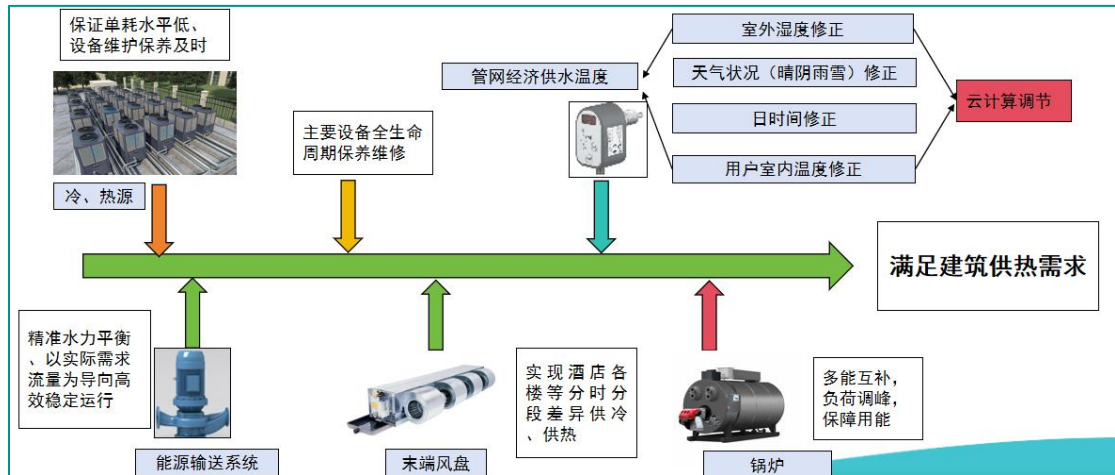 保证单耗水平低、
设备维护保养及时
冷、热源
主要设备全生命
周期保养维修
管网经济供水温度
室外湿度修正
天气状况（晴阴雨雪）修正
日时间修正
用户室内温度修正
云计算调节
满足建筑供热需求
精准水力平衡
、以实际需求
流量为导向高
效稳定运行
能源输送系统
末端风盘
实现酒店各
楼等分时分
段差异供冷
、供热
锅炉
多能互补，
负荷调峰，
保障用能